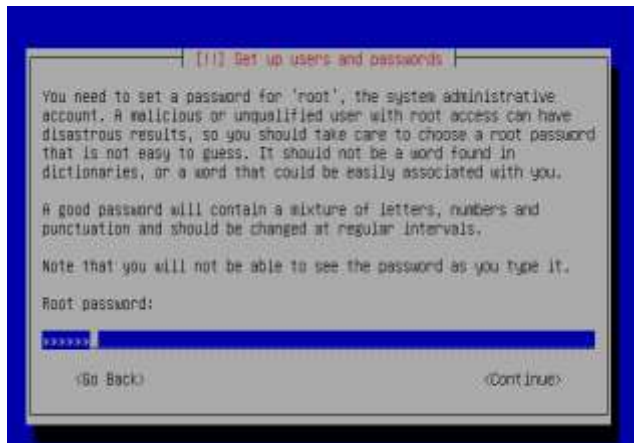 [!!] Set up users and passwords
You need to set a password for 'root', the system administrative
account. A malicious or unqualified user with root access can have
disastrous results, so you should take care to choose a root password
that is not easy to guess. It should not be a word found in
dictionaries, or a word that could be easily associated with you.
A good password will contain a mixture of letters, numbers and
punctuation and should be changed at regular intervals.
Note that you will not be able to see the password as you type it.
Root password:
******
<Go Back> <Continue>